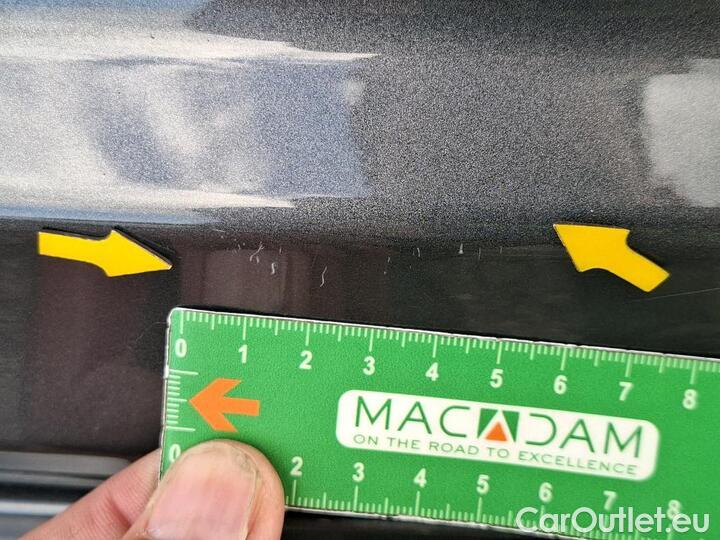 0 1 2 3 4 5 6 7 8
MACADAM
ON THE ROAD TO EXCELLENCE
0 2 3 4 5 6 7 8
CarOutlet.eu